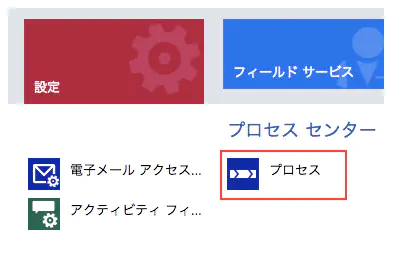 設定
フィールド サービス
プロセス センター
電子メール アクセス...
プロセス
アクティビティ フィ...